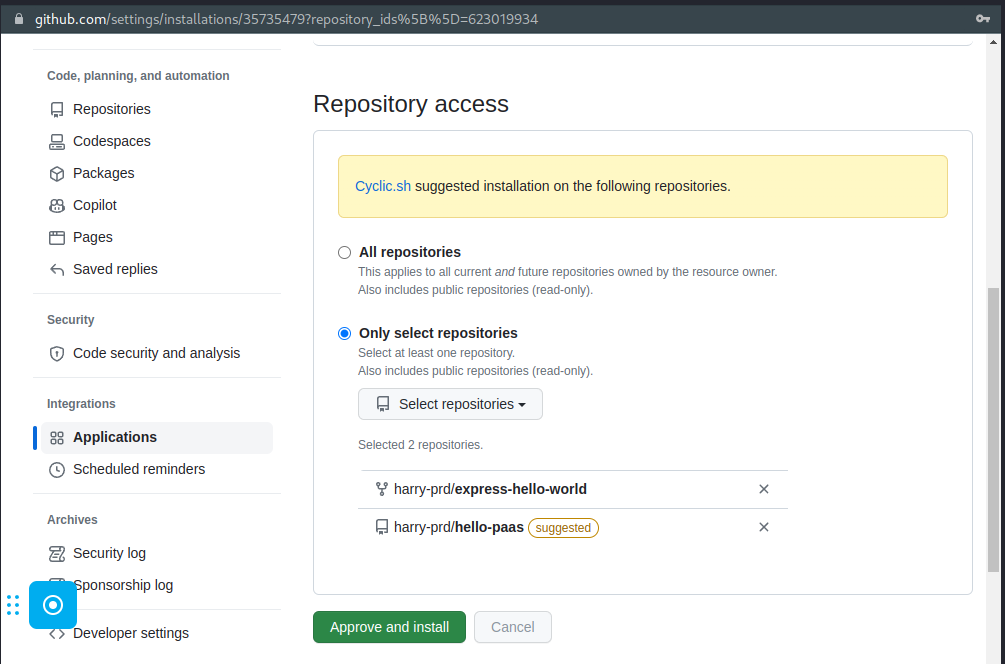 github.com/settings/installations/35735479?repository_ids%5B%5D=623019934
Code, planning, and automation
Repositories
Codespaces
Packages
Copilot
Pages
Saved replies
Security
Code security and analysis
Integrations
Applications
Scheduled reminders
Archives
Security log
Sponsorship log
Developer settings
Repository access
Cyclic.sh suggested installation on the following repositories.
All repositories
This applies to all current and future repositories owned by the resource owner.
Also includes public repositories (read-only).
Only select repositories
Select at least one repository.
Also includes public repositories (read-only).
Select repositories
Selected 2 repositories.
harry-prd/express-hello-world
harry-prd/hello-paas suggested
Approve and install Cancel